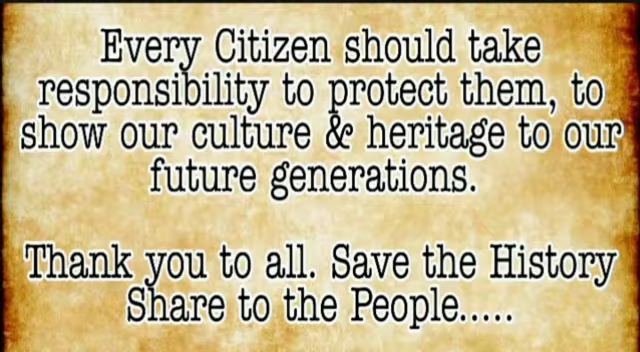 Every Citizen should take
responsibility to protect them, to
show our culture & heritage to our
future generations.
Thank you to all. Save the History
Share to the People.....